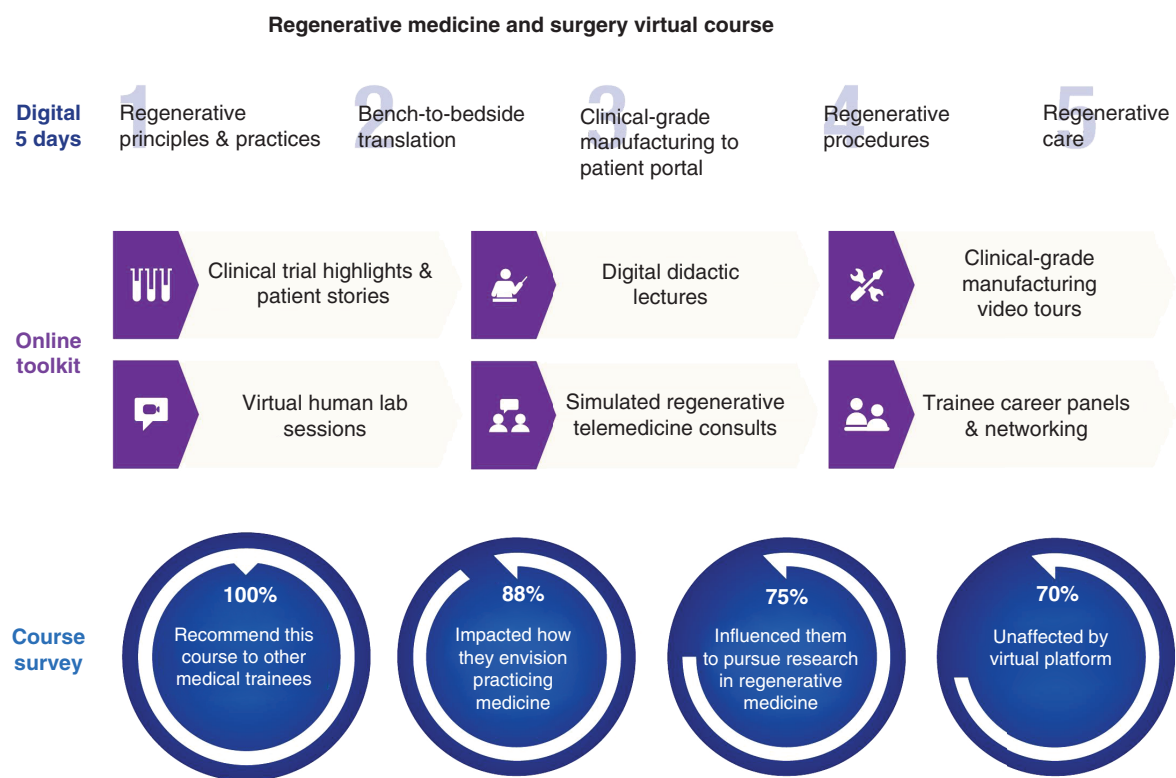 Regenerative medicine and surgery virtual course
Digital
5 days
1
Regenerative
principles & practices
2
Bench-to-bedside
translation
3
Clinical-grade
manufacturing to
patient portal
4
Regenerative
procedures
5
Regenerative
care
Online
toolkit
Clinical trial highlights &
patient stories
Digital didactic
lectures
Clinical-grade
manufacturing
video tours
Virtual human lab
sessions
Simulated regenerative
telemedicine consults
Trainee career panels
& networking
Course
survey
100%
Recommend this
course to other
medical trainees
88%
Impacted how
they envision
practicing
medicine
75%
Influenced them
to pursue research
in regenerative
medicine
70%
Unaffected by
virtual platform